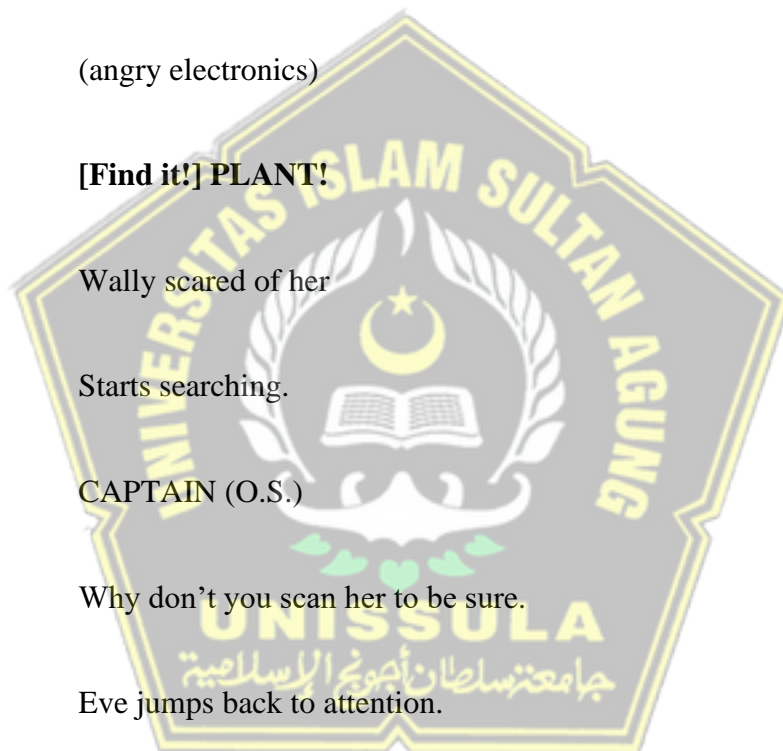 (angry electronics)
[Find it!] PLANT!
Wally scared of her
Starts searching.
CAPTAIN (O.S.)
Why don’t you scan her to be sure.
Eve jumps back to attention.
UNIVERSITAS ISLAM SULTAN AGUNG
UNISSULA
جامعتنسلطان أجونج الإسلامية